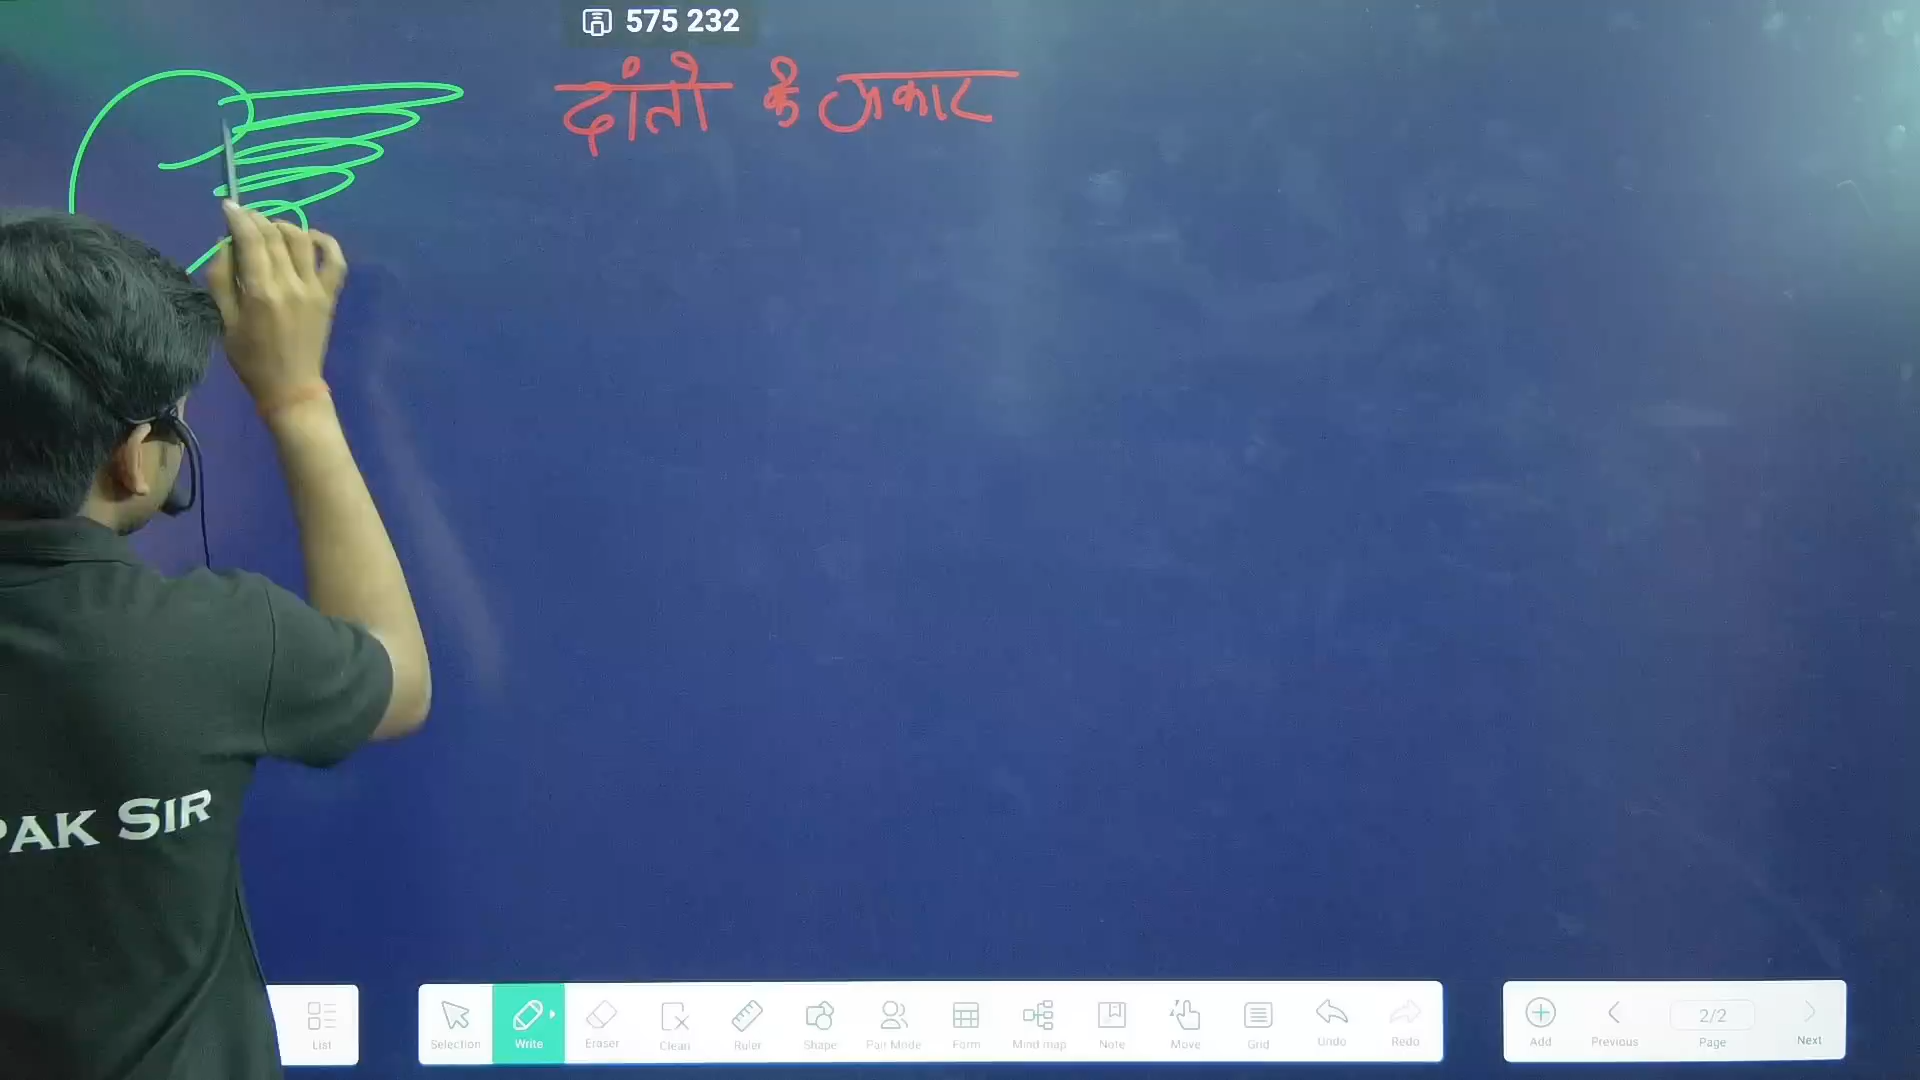 575 232
दांतो के प्रकार
PAK SIR
List
Selection
Write
Eraser
Clean
Ruler
Shape
Pair Mode
Form
Mind map
Note
Move
Grid
Undo
Redo
Add
Previous
2/2
Page
Next